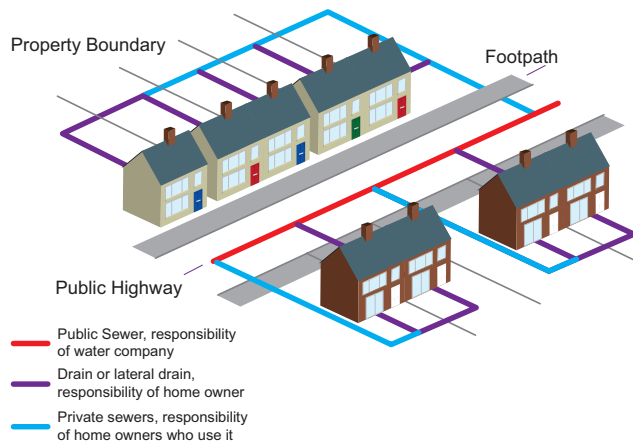 Property Boundary
Footpath
Public Highway
Public Sewer, responsibility
of water company
Drain or lateral drain,
responsibility of home owner
Private sewers, responsibility
of home owners who use it